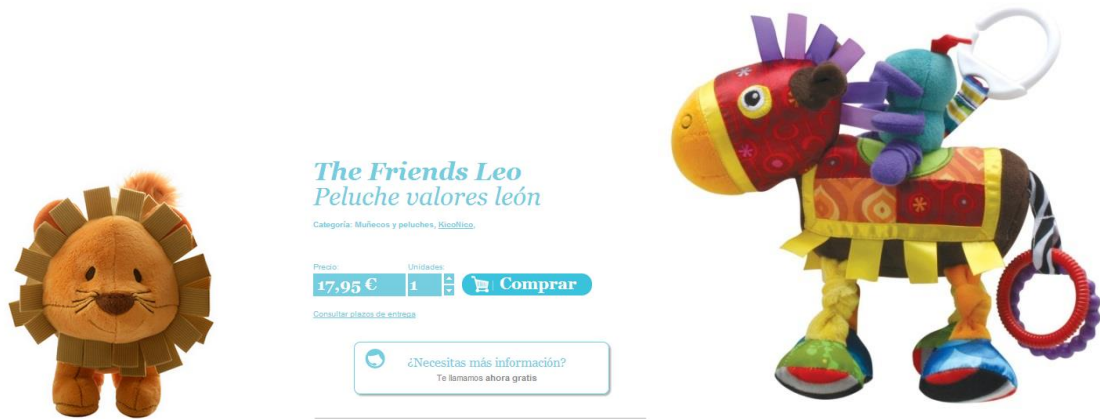 The Friends Leo
Peluche valores león
Categoría: Muñecos y peluches, KicoNico,
Precio: Unidades:
17,95 € 1 Comprar
Consultar plazos de entrega
¿Necesitas más información?
Te llamamos ahora gratis